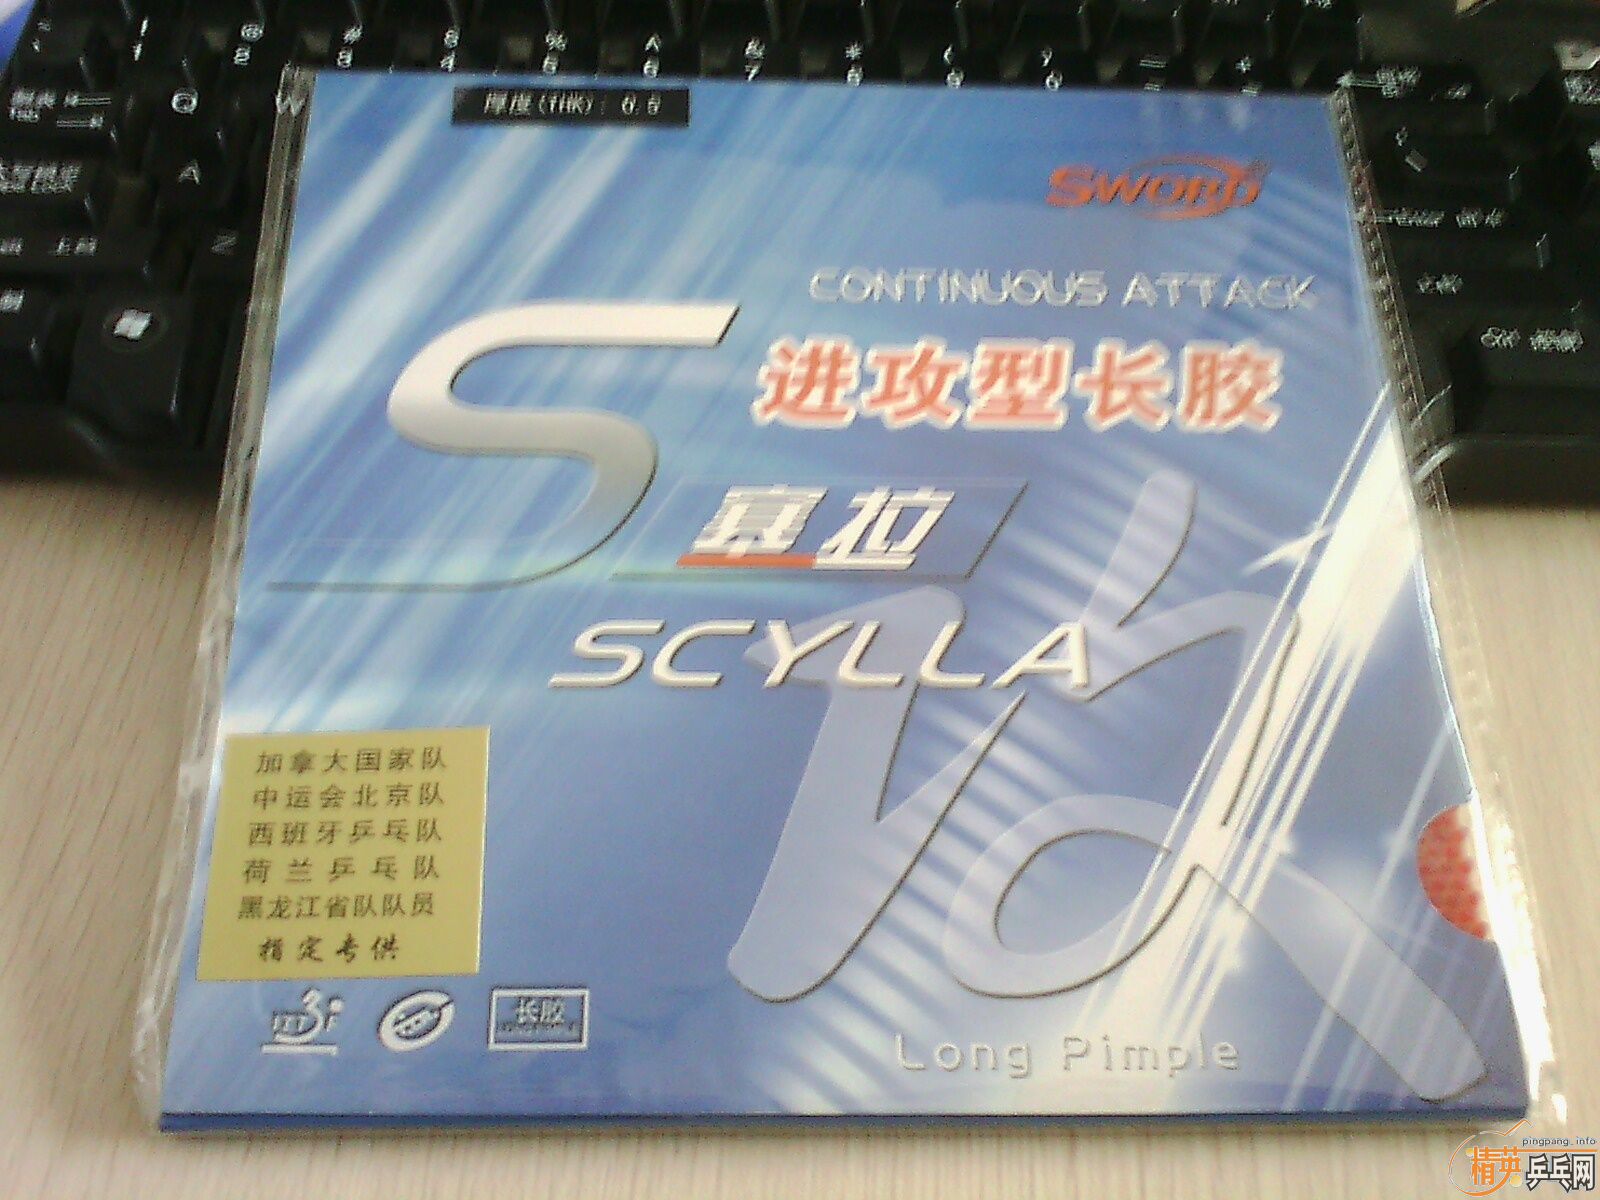 厚度(THK): 0.5
SWORD
CONTINUOUS ATTACK
进攻型长胶
塞拉
SCYLLA
加拿大国家队
中运会北京队
西班牙乒乓队
荷兰乒乓队
黑龙江省队队员
指定专供
ITTF
长胶
Long Pimple
pingpang.info
精英乒乓网